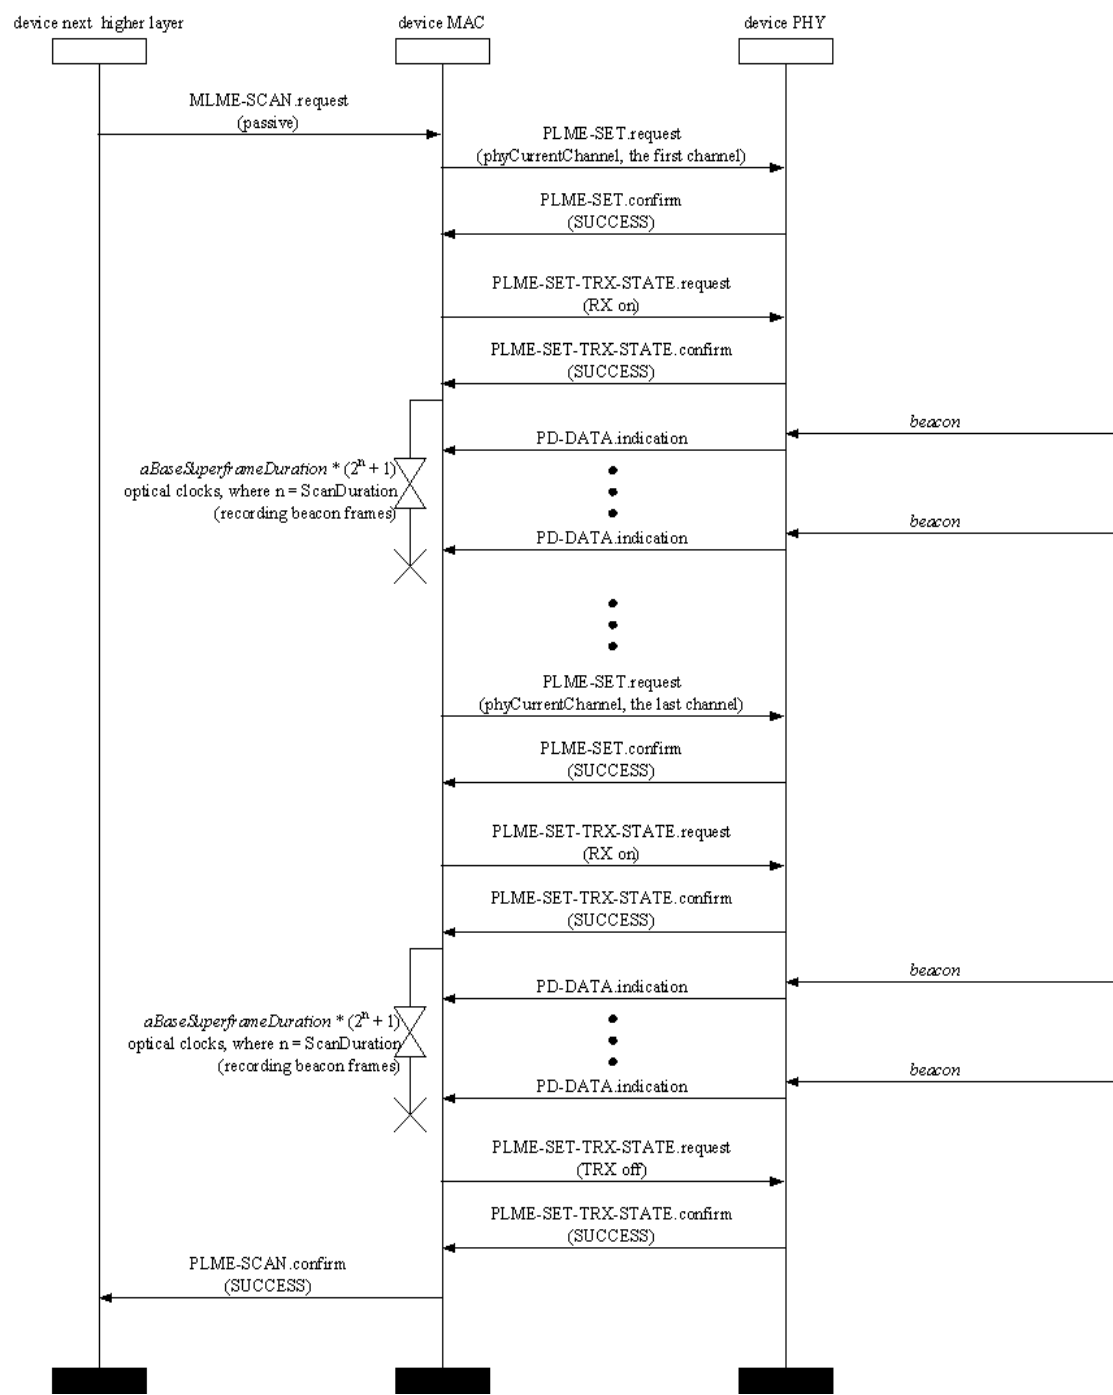 device next higher layer
device MAC
device PHY
MLME-SCAN.request
(passive)
PLME-SET.request
(phyCurrentChannel, the first channel)
PLME-SET.confirm
(SUCCESS)
PLME-SET-TRX-STATE.request
(RX on)
PLME-SET-TRX-STATE.confirm
(SUCCESS)
beacon
PD-DATA.indication
aBaseSuperframeDuration * (2ⁿ + 1)
optical clocks, where n = ScanDuration
(recording beacon frames)
beacon
PD-DATA.indication
PLME-SET.request
(phyCurrentChannel, the last channel)
PLME-SET.confirm
(SUCCESS)
PLME-SET-TRX-STATE.request
(RX on)
PLME-SET-TRX-STATE.confirm
(SUCCESS)
beacon
PD-DATA.indication
aBaseSuperframeDuration * (2ⁿ + 1)
optical clocks, where n = ScanDuration
(recording beacon frames)
beacon
PD-DATA.indication
PLME-SET-TRX-STATE.request
(TRX off)
PLME-SET-TRX-STATE.confirm
(SUCCESS)
PLME-SCAN.confirm
(SUCCESS)